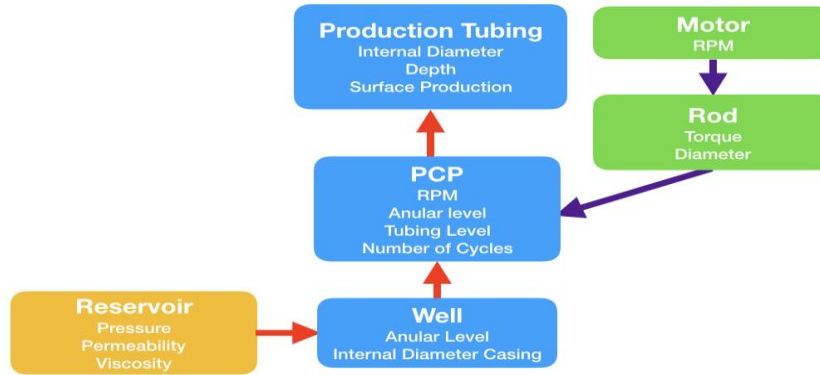 Production Tubing
Internal Diameter
Depth
Surface Production
Motor
RPM
Rod
Torque
Diameter
PCP
RPM
Anular level
Tubing Level
Number of Cycles
Reservoir
Pressure
Permeability
Viscosity
Well
Anular Level
Internal Diameter Casing